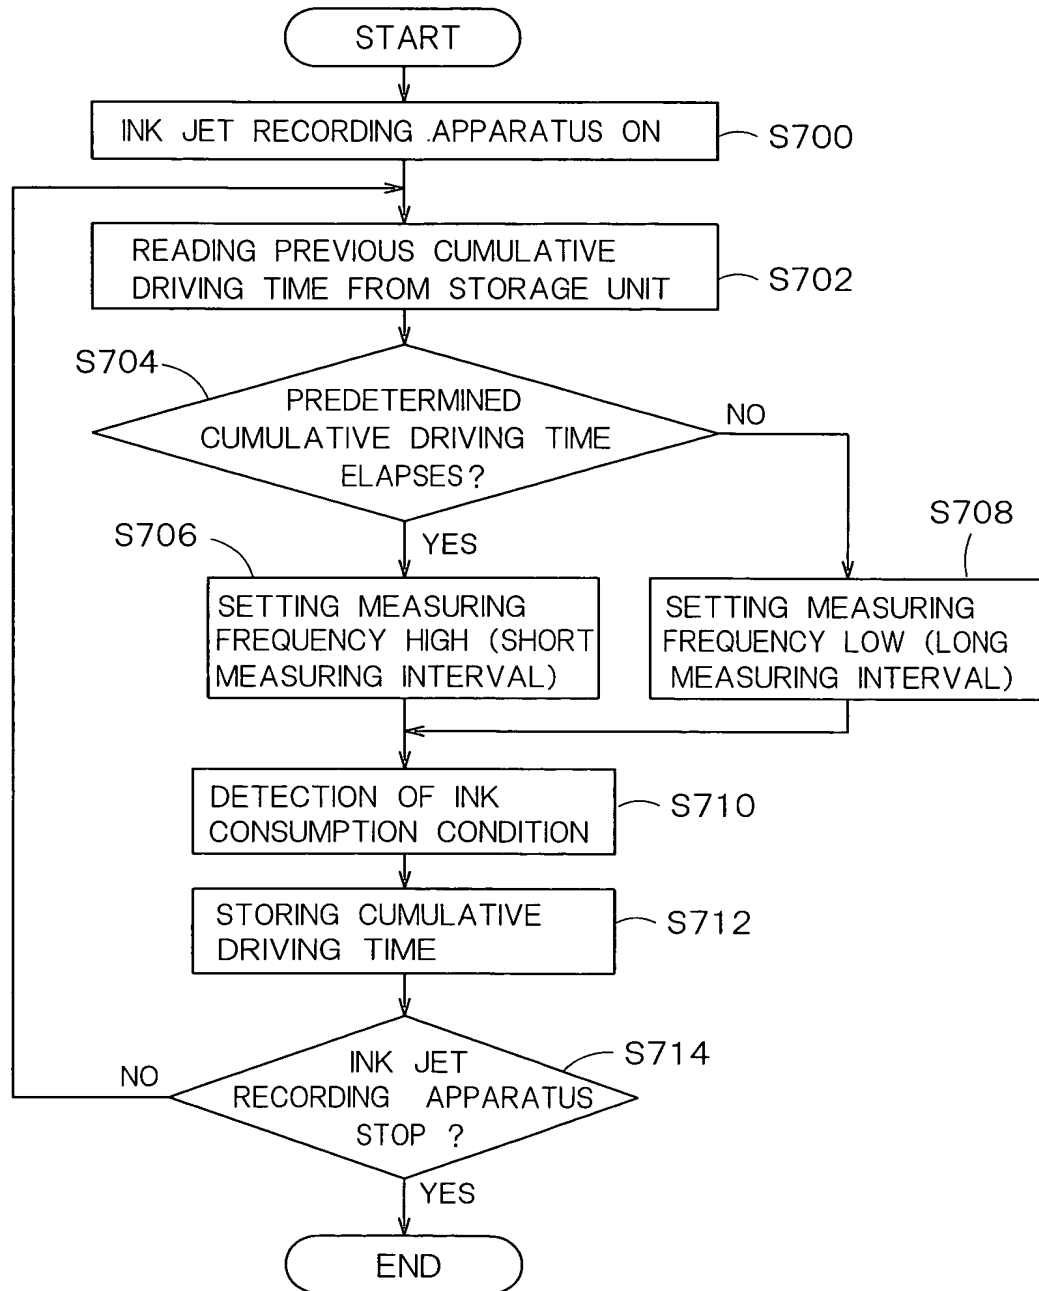 START
INK JET RECORDING APPARATUS ON
S700
READING PREVIOUS CUMULATIVE
DRIVING TIME FROM STORAGE UNIT
S702
S704
PREDETERMINED
CUMULATIVE DRIVING TIME
ELAPSES?
NO
YES
S706
SETTING MEASURING
FREQUENCY HIGH (SHORT
MEASURING INTERVAL)
S708
SETTING MEASURING
FREQUENCY LOW (LONG
MEASURING INTERVAL)
DETECTION OF INK
CONSUMPTION CONDITION
S710
STORING CUMULATIVE
DRIVING TIME
S712
INK JET
RECORDING APPARATUS
STOP ?
S714
NO
YES
END